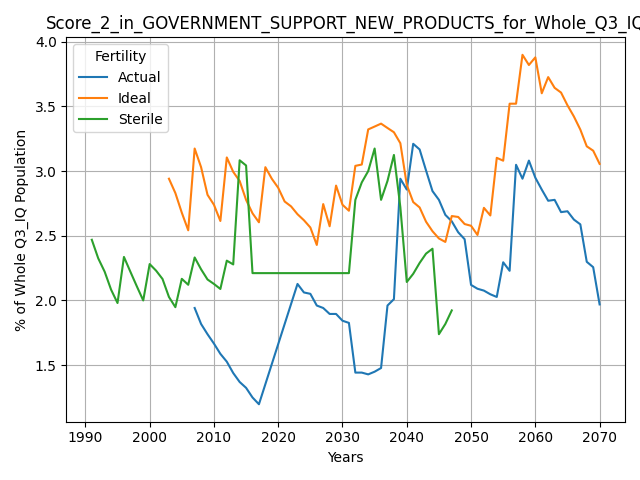 Score_2_in_GOVERNMENT_SUPPORT_NEW_PRODUCTS_for_Whole_Q3_IQ
Fertility
Actual
Ideal
Sterile
% of Whole Q3_IQ Population
4.0
3.5
3.0
2.5
2.0
1.5
1990 2000 2010 2020 2030 2040 2050 2060 2070
Years